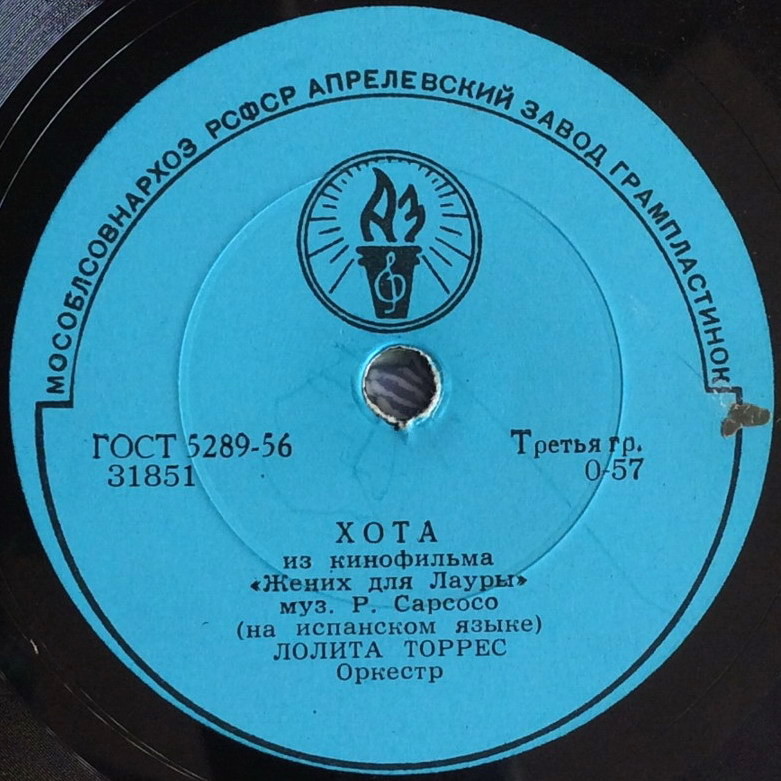 МОСОБЛСОВНАРХОЗ РСФСР АПРЕЛЕВСКИЙ ЗАВОД ГРАМПЛАСТИНОК
АЗ
ГОСТ 5289-56
31851
Третья гр.
0-57
ХОТА
из кинофильма
«Жених для Лауры»
муз. Р. Сарсосо
(на испанском языке)
ЛОЛИТА ТОРРЕС
Оркестр